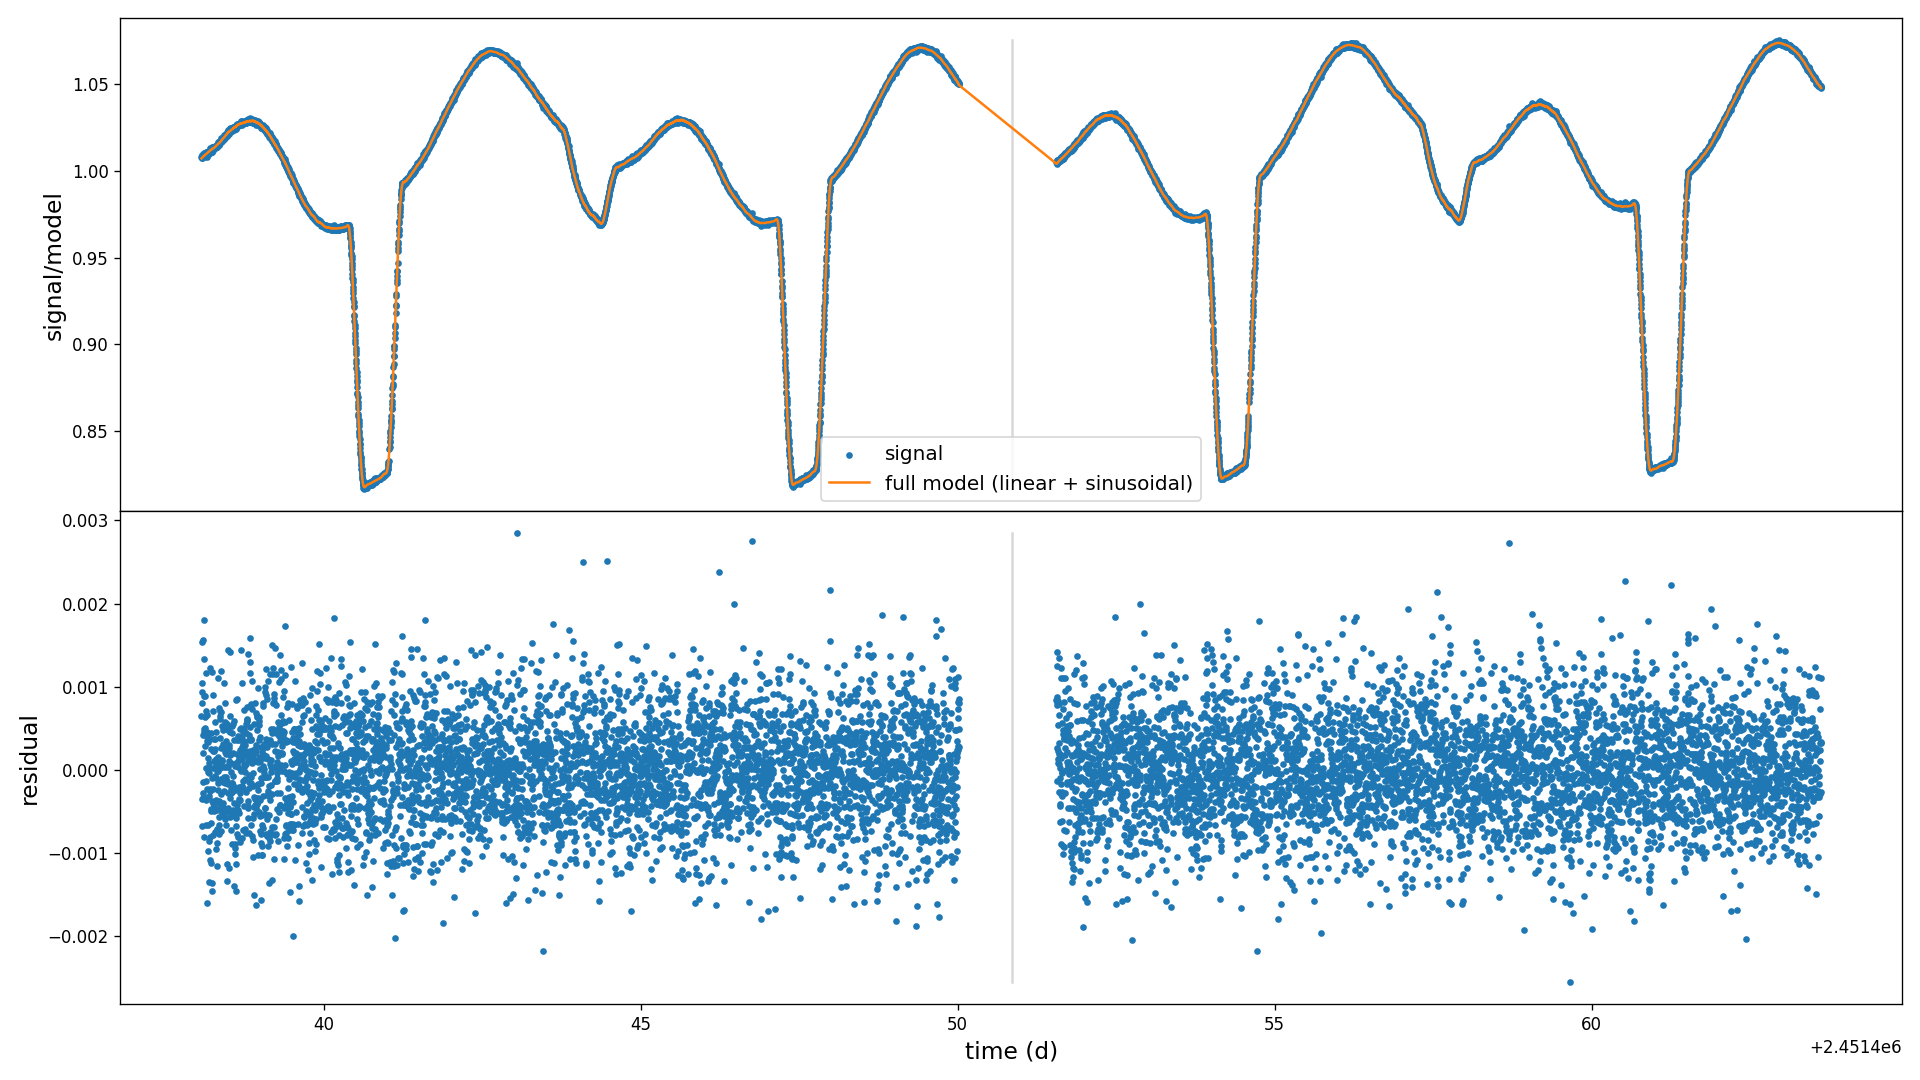 signal/model
1.05
1.00
0.95
0.90
0.85
signal
full model (linear + sinusoidal)
residual
0.003
0.002
0.001
0.000
−0.001
−0.002
40
45
50
55
60
time (d)
+2.4514e6